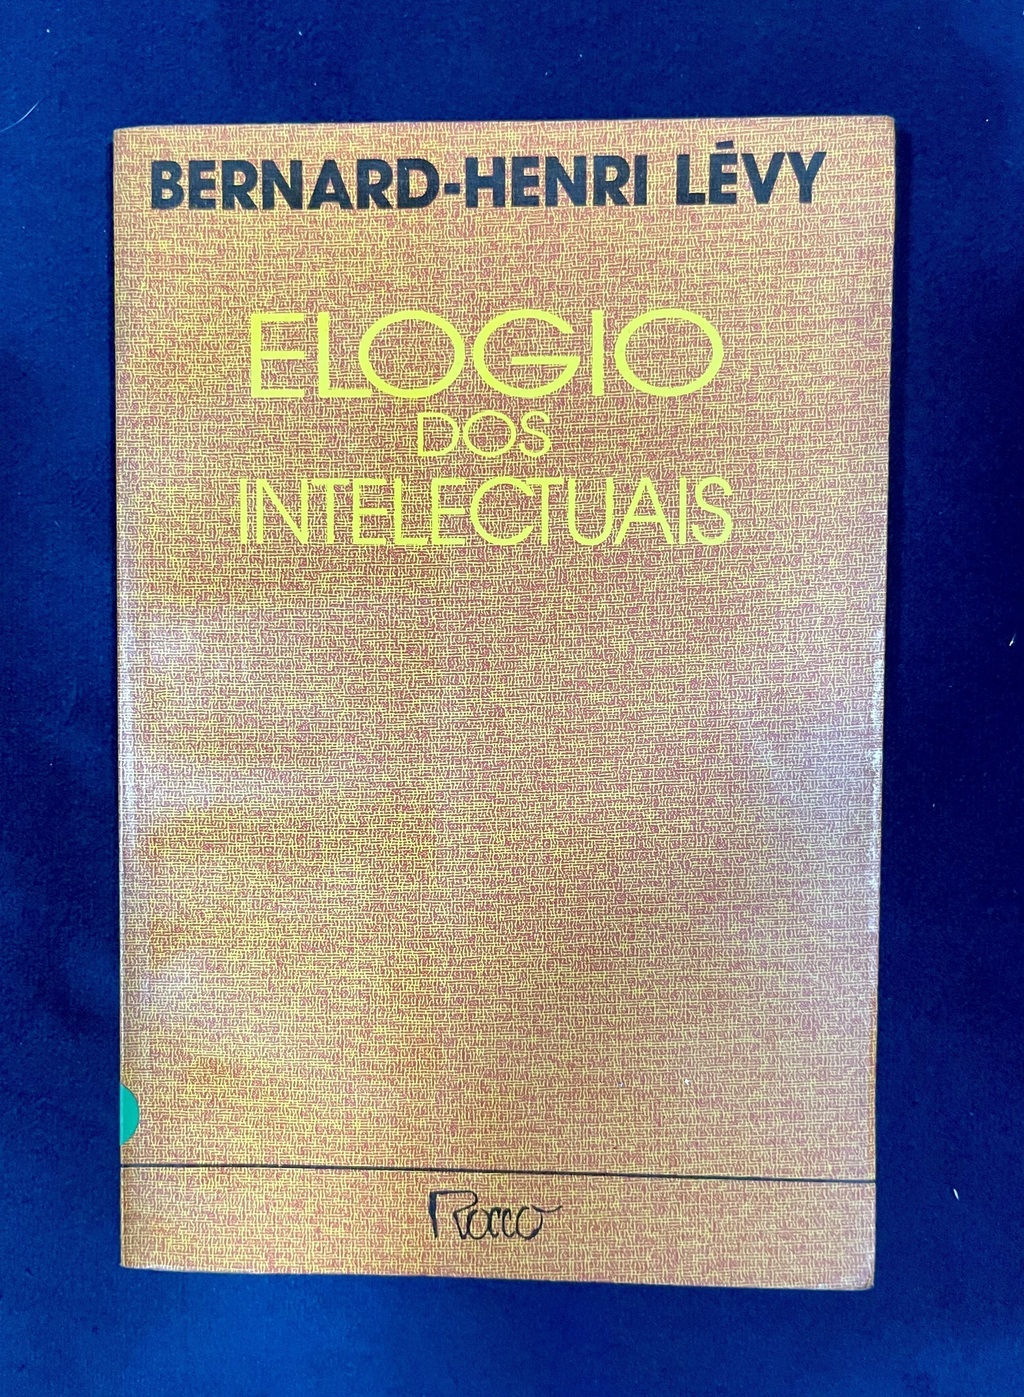 BERNARD-HENRI LÉVY
ELOGIO
DOS
INTELECTUAIS
Rocco